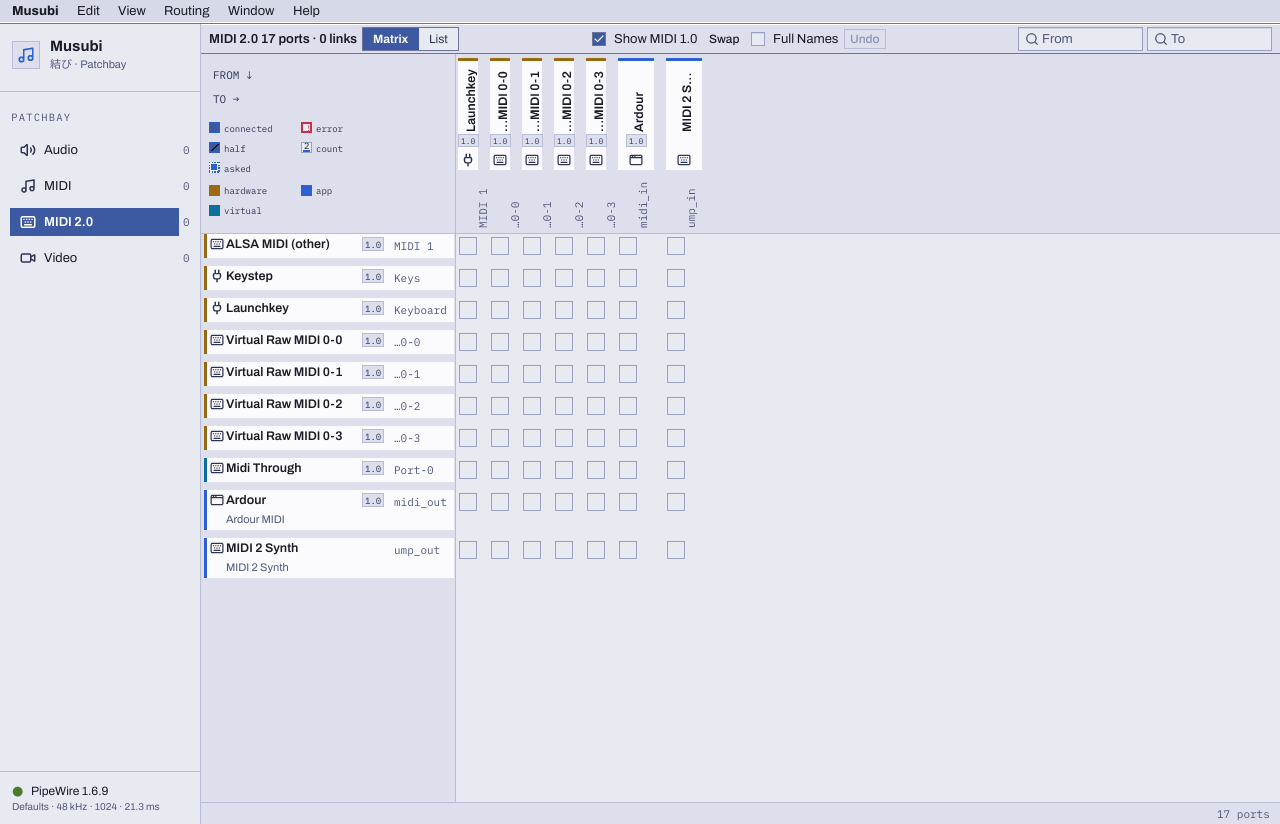 Musubi Edit View Routing Window Help
Musubi
結び · Patchbay
PATCHBAY
Audio 0
MIDI 0
MIDI 2.0 0
Video 0
PipeWire 1.6.9
Defaults · 48 kHz · 1024 · 21.3 ms
MIDI 2.0 17 ports · 0 links Matrix List Show MIDI 1.0 Swap Full Names Undo From To
FROM ↓
TO →
connected error
half 2 count
asked
hardware app
virtual
Launchkey 1.0 MIDI 1
...MIDI 0-0 1.0 …0-0
...MIDI 0-1 1.0 …0-1
...MIDI 0-2 1.0 …0-2
...MIDI 0-3 1.0 …0-3
Ardour 1.0 midi_in
MIDI 2 S... ump_in
ALSA MIDI (other) 1.0 MIDI 1
Keystep 1.0 Keys
Launchkey 1.0 Keyboard
Virtual Raw MIDI 0-0 1.0 …0-0
Virtual Raw MIDI 0-1 1.0 …0-1
Virtual Raw MIDI 0-2 1.0 …0-2
Virtual Raw MIDI 0-3 1.0 …0-3
Midi Through 1.0 Port-0
Ardour 1.0 midi_out
Ardour MIDI
MIDI 2 Synth ump_out
MIDI 2 Synth
17 ports